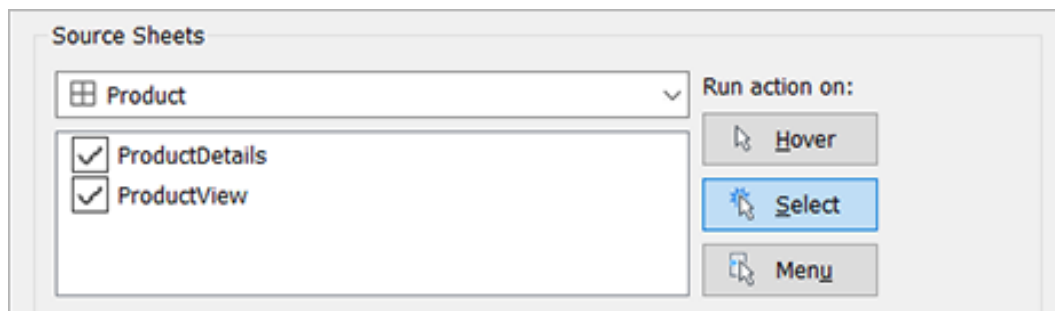 Source Sheets
Product
Run action on:
ProductDetails
ProductView
Hover
Select
Menu